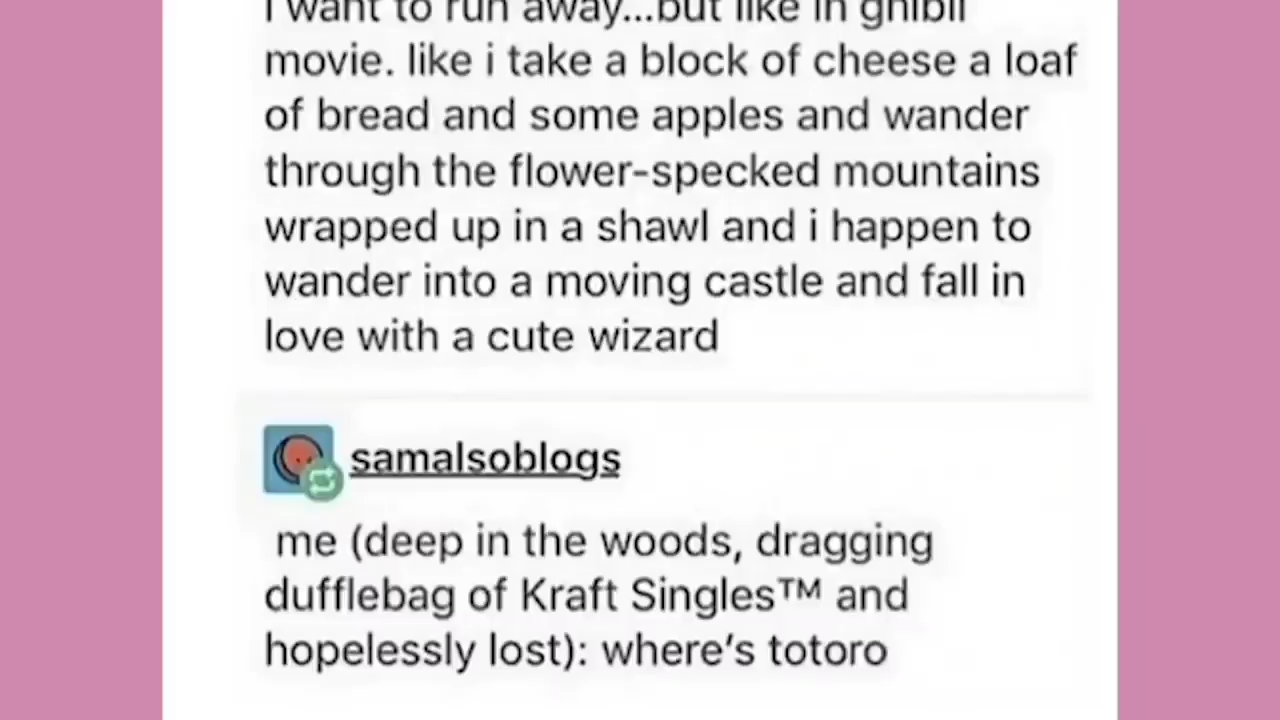 i want to run away...but like in ghibli
movie. like i take a block of cheese a loaf
of bread and some apples and wander
through the flower-specked mountains
wrapped up in a shawl and i happen to
wander into a moving castle and fall in
love with a cute wizard
samalsoblogs
me (deep in the woods, dragging
dufflebag of Kraft Singles™ and
hopelessly lost): where's totoro